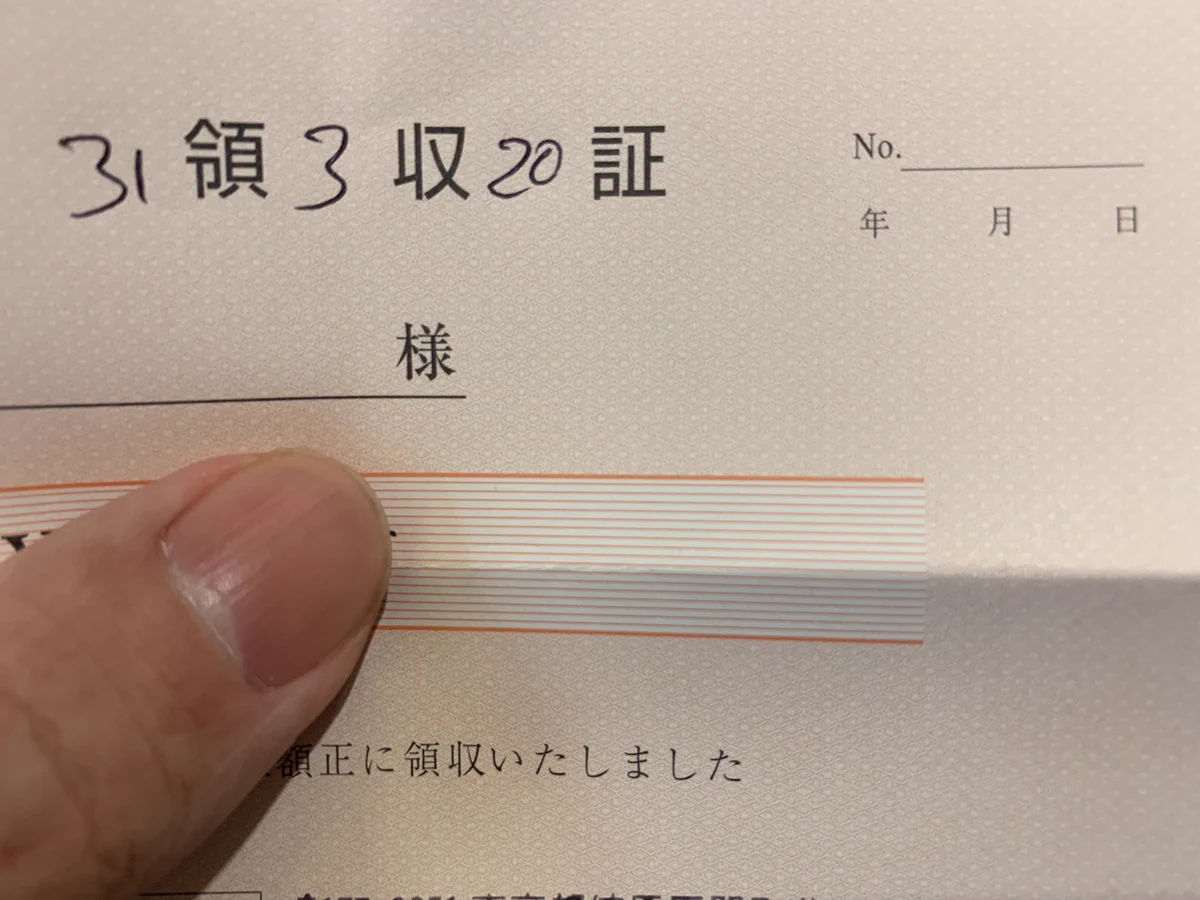 31 領 3 収 20 証
No.
年 月 日
様
額正に領収いたしました